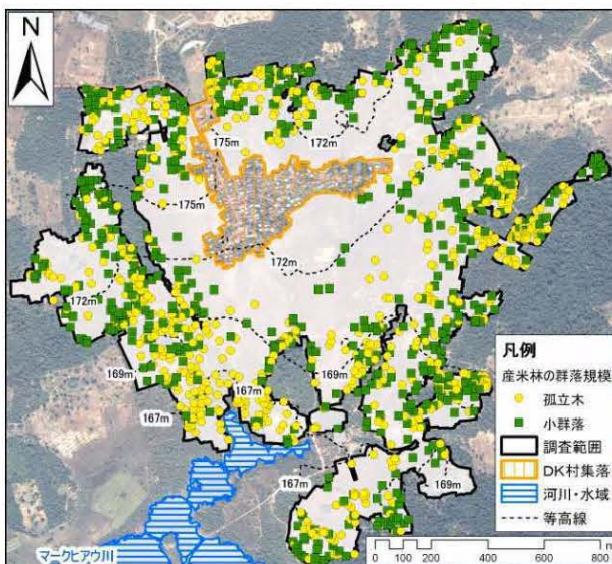 N
175m
172m
175m
172m
172m
169m
169m
167m
167m
167m
169m
マークヒアウ川
凡例
産米林の群落規模
孤立木
小群落
調査範囲
DK村集落
河川・水域
等高線
m
0 100 200 400 600 800